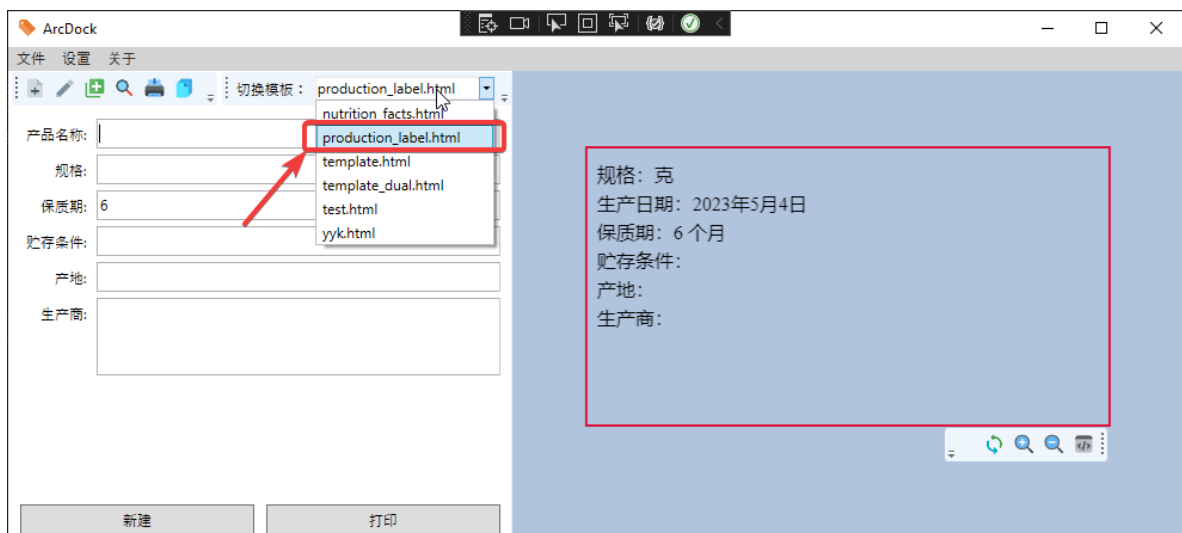 ArcDock
文件 设置 关于
切换模板： production_label.html
nutrition_facts.html
production_label.html
template.html
template_dual.html
test.html
yyk.html
产品名称:
规格:
保质期: 6
贮存条件:
产地:
生产商:
规格：克
生产日期：2023年5月4日
保质期：6 个月
贮存条件：
产地：
生产商：
新建 打印